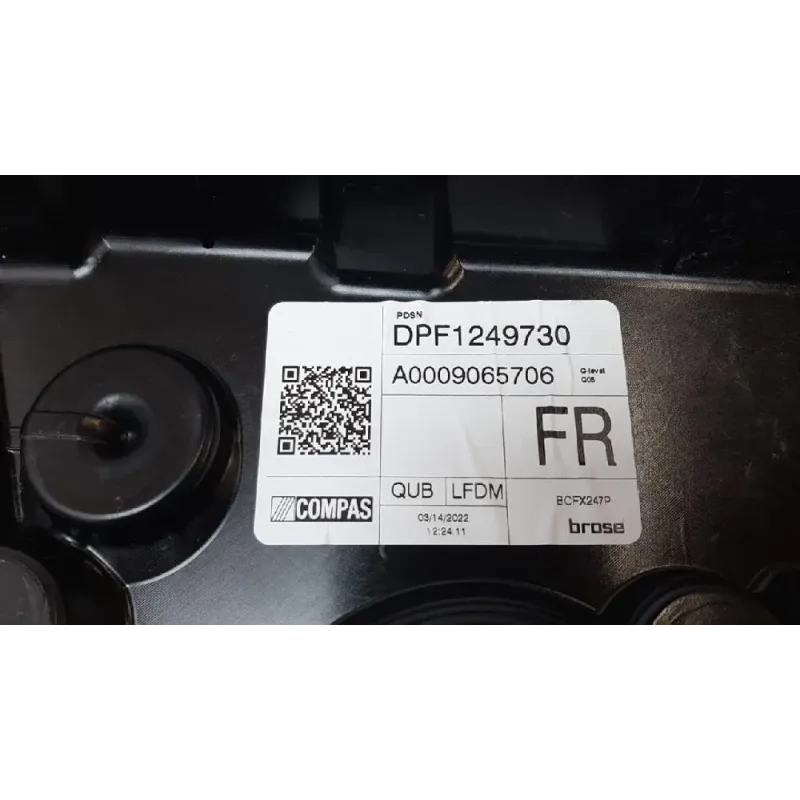 PDSN
DPF1249730
A0009065706
Q-level
Q05
FR
QUB LFDM
COMPAS
BCFX247P
03/14/2022
12:24:11
brose